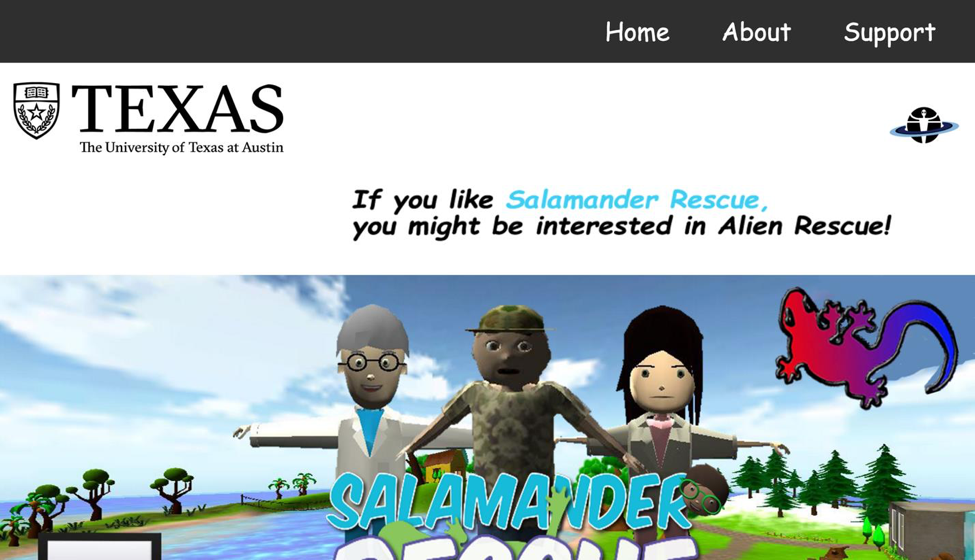 Home About Support
TEXAS
The University of Texas at Austin
If you like Salamander Rescue,
you might be interested in Alien Rescue!
SALAMANDER
RESCUE